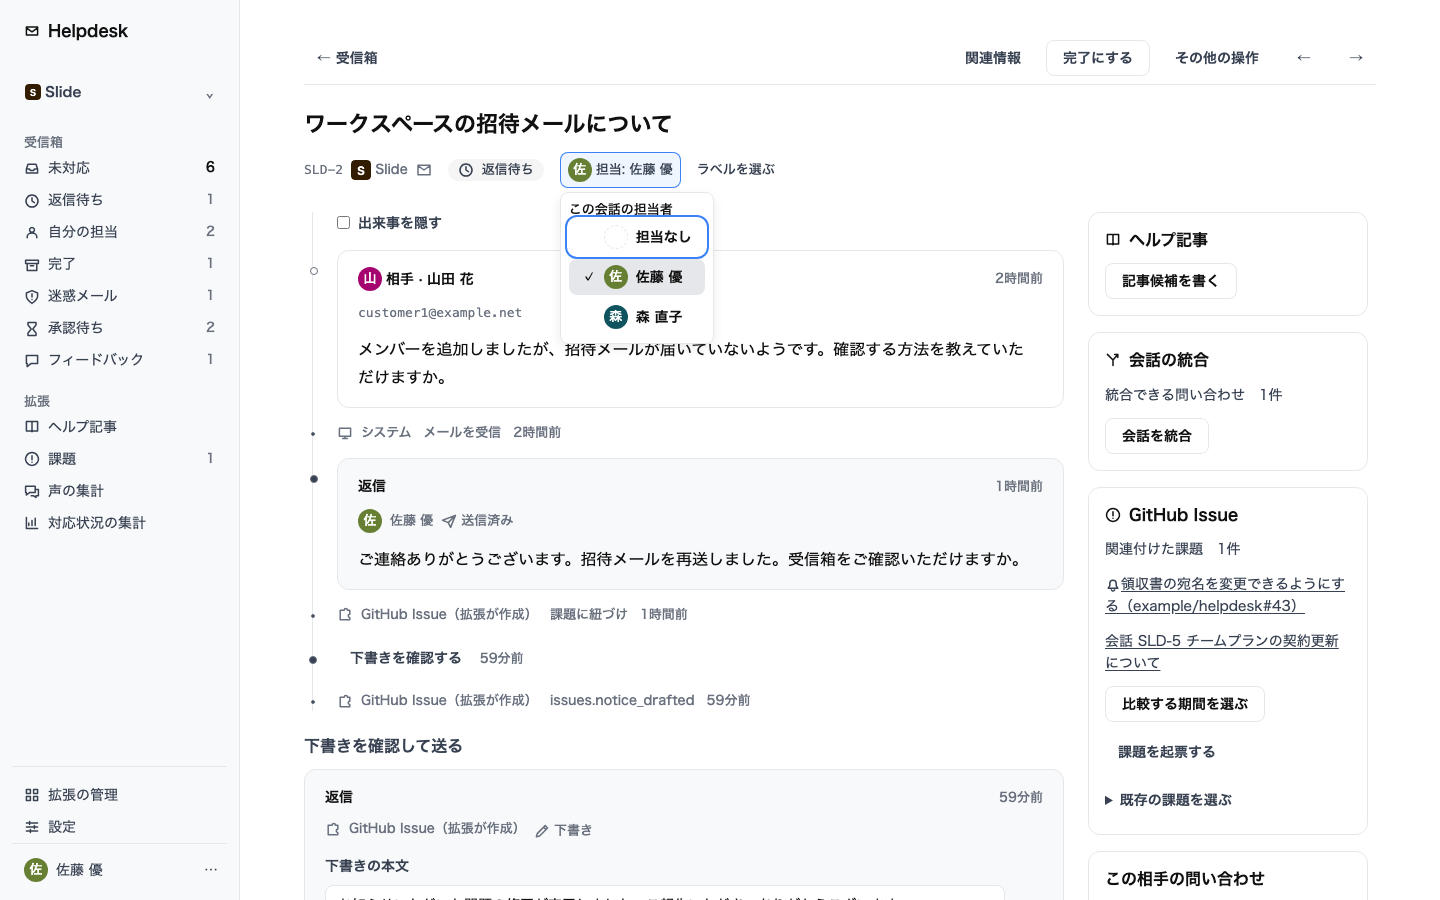 Helpdesk
S Slide
受信箱
未対応 6
返信待ち 1
自分の担当 2
完了 1
迷惑メール 1
承認待ち 2
フィードバック 1
拡張
ヘルプ記事
課題 1
声の集計
対応状況の集計
拡張の管理
設定
佐 佐藤 優 …
← 受信箱
関連情報 完了にする その他の操作 ← →
ワークスペースの招待メールについて
SLD-2 S Slide 返信待ち 佐 担当: 佐藤 優 ラベルを選ぶ
この会話の担当者
担当なし
✓ 佐 佐藤 優
森 森 直子
出来事を隠す
山 相手 · 山田 花 2時間前
customer1@example.net
メンバーを追加しましたが、招待メールが届いていないようです。確認する方法を教えていた
だけますか。
システム メールを受信 2時間前
返信 1時間前
佐 佐藤 優 送信済み
ご連絡ありがとうございます。招待メールを再送しました。受信箱をご確認いただけますか。
GitHub Issue（拡張が作成） 課題に紐づけ 1時間前
下書きを確認する 59分前
GitHub Issue（拡張が作成） issues.notice_drafted 59分前
下書きを確認して送る
返信 59分前
GitHub Issue（拡張が作成） 下書き
下書きの本文
ヘルプ記事
記事候補を書く
会話の統合
統合できる問い合わせ 1件
会話を統合
GitHub Issue
関連付けた課題 1件
領収書の宛名を変更できるようにす
る（example/helpdesk#43）
会話 SLD-5 チームプランの契約更新
について
比較する期間を選ぶ
課題を起票する
▶ 既存の課題を選ぶ
この相手の問い合わせ